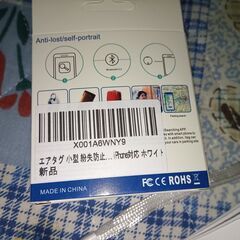 Anti-lost/self-portrait
X001A6WNY9
エアタグ 小型 紛失防止... iPhone対応 ホワイト
新品
MADE IN CHINA
FC CE ROHS